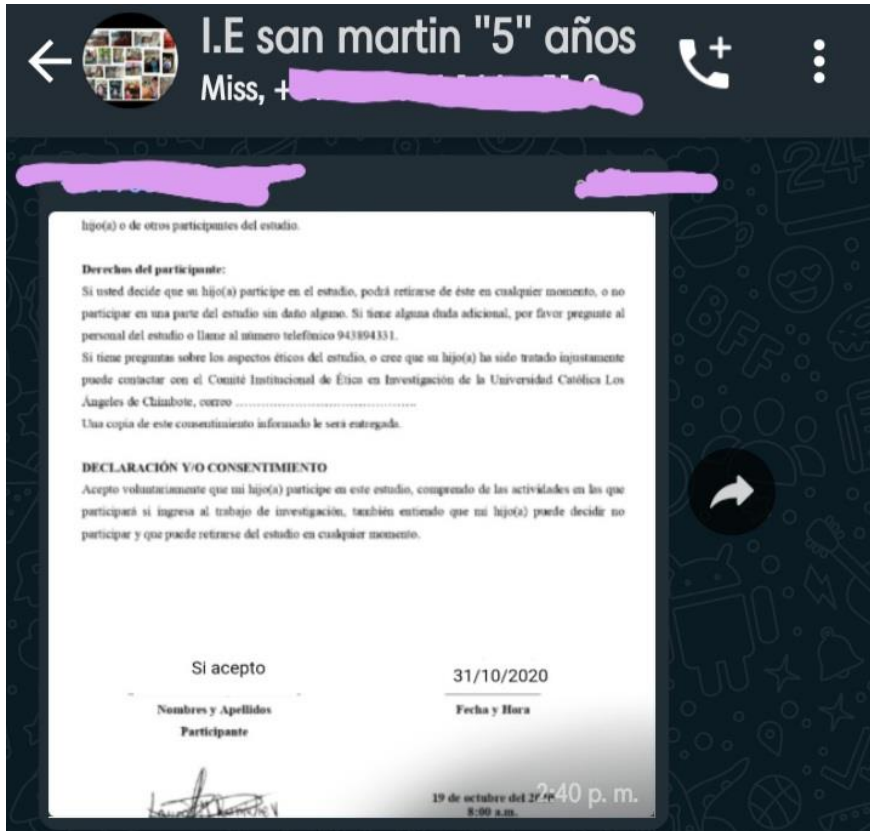 I.E san martin "5" años
Miss, +
hijo(a) o de otros participantes del estudio.
Derechos del participante:
Si usted decide que su hijo(a) participe en el estudio, podrá retirarse de éste en cualquier momento, o no
participar en una parte del estudio sin daño alguno. Si tiene alguna duda adicional, por favor pregunte al
personal del estudio o llame al número telefónico 943894331.
Si tiene preguntas sobre los aspectos éticos del estudio, o cree que su hijo(a) ha sido tratado injustamente
puede contactar con el Comité Institucional de Ética en Investigación de la Universidad Católica Los
Ángeles de Chimbote, correo ........................................................
Una copia de este consentimiento informado le será entregada.
DECLARACIÓN Y/O CONSENTIMIENTO
Acepto voluntariamente que mi hijo(a) participe en este estudio, comprendo de las actividades en las que
participará si ingresa al trabajo de investigación, también entiendo que mi hijo(a) puede decidir no
participar y que puede retirarse del estudio en cualquier momento.
Si acepto 31/10/2020
Nombres y Apellidos Fecha y Hora
Participante
19 de octubre del
2:40 p. m.
8:00 a.m.